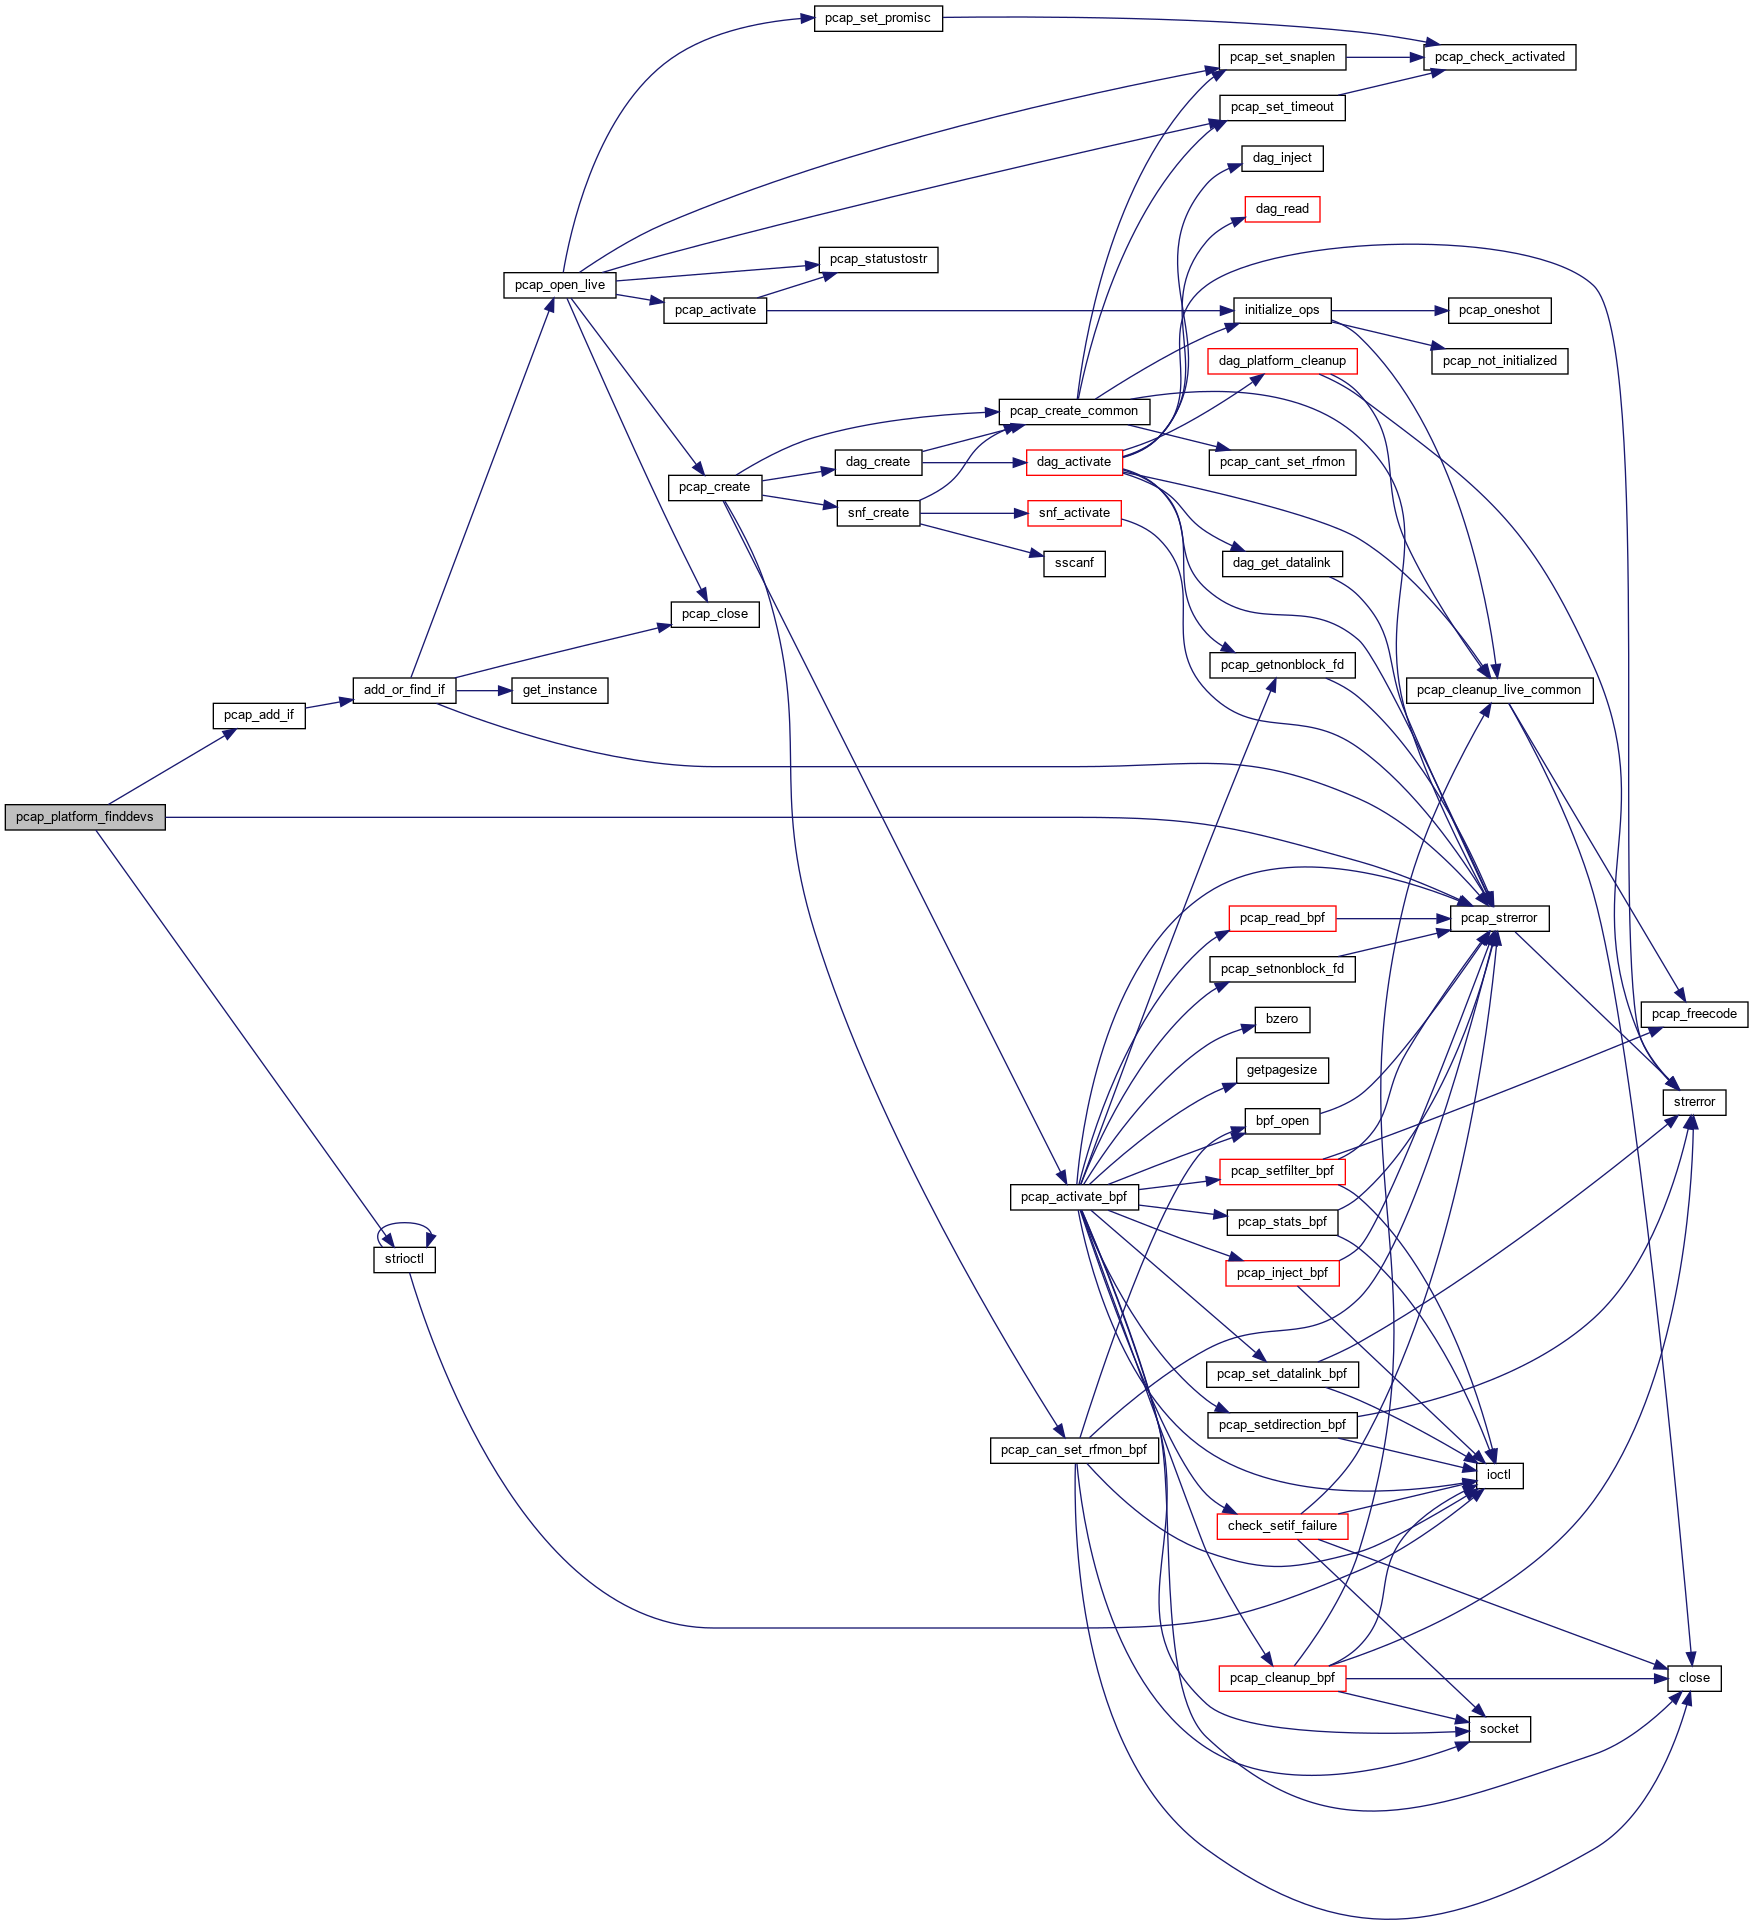 pcap_set_promisc
pcap_set_snaplen
pcap_check_activated
pcap_set_timeout
dag_inject
dag_read
pcap_statustostr
pcap_open_live
pcap_activate
initialize_ops
pcap_oneshot
pcap_not_initialized
dag_platform_cleanup
pcap_create_common
dag_create
dag_activate
pcap_cant_set_rfmon
pcap_create
snf_create
snf_activate
sscanf
dag_get_datalink
pcap_close
pcap_getnonblock_fd
add_or_find_if
get_instance
pcap_cleanup_live_common
pcap_add_if
pcap_platform_finddevs
pcap_read_bpf
pcap_strerror
pcap_setnonblock_fd
bzero
pcap_freecode
getpagesize
strerror
bpf_open
pcap_setfilter_bpf
pcap_activate_bpf
pcap_stats_bpf
strioctl
pcap_inject_bpf
pcap_set_datalink_bpf
pcap_setdirection_bpf
pcap_can_set_rfmon_bpf
ioctl
check_setif_failure
pcap_cleanup_bpf
close
socket